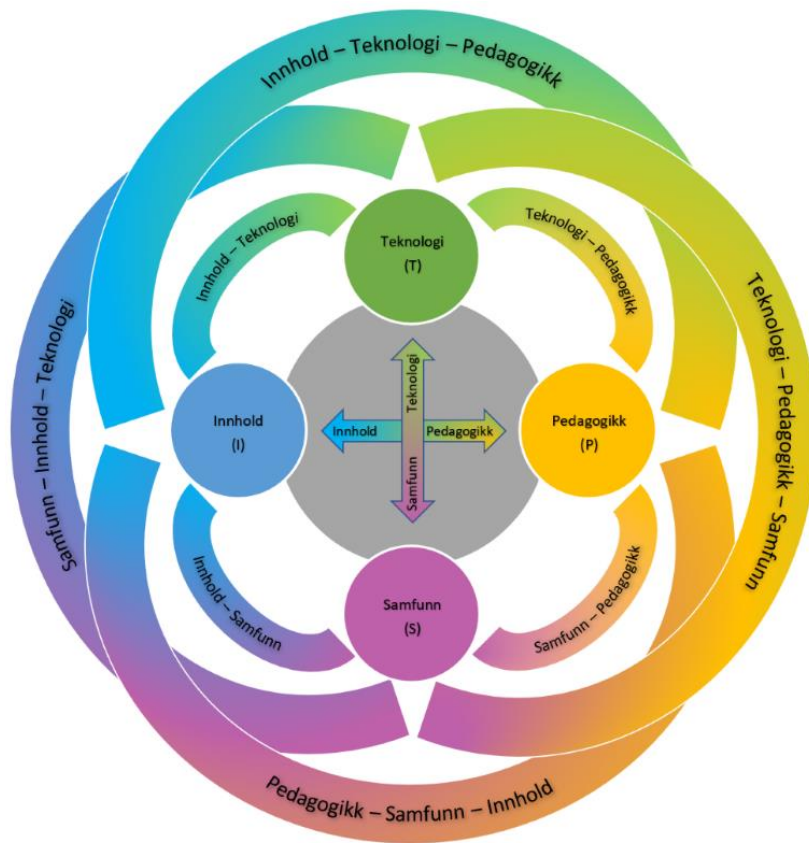 Innhold – Teknologi – Pedagogikk
Teknologi
(T)
Innhold – Teknologi
Teknologi – Pedagogikk
Samfunn – Innhold – Teknologi
Teknologi – Pedagogikk – Samfunn
Innhold
(I)
Teknologi
Innhold
Pedagogikk
Samfunn
Pedagogikk
(P)
Innhold – Samfunn
Samfunn – Pedagogikk
Samfunn
(S)
Pedagogikk – Samfunn – Innhold